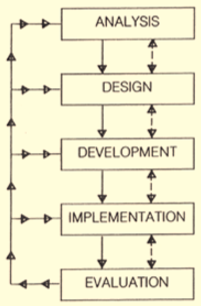 ANALYSIS
DESIGN
DEVELOPMENT
IMPLEMENTATION
EVALUATION